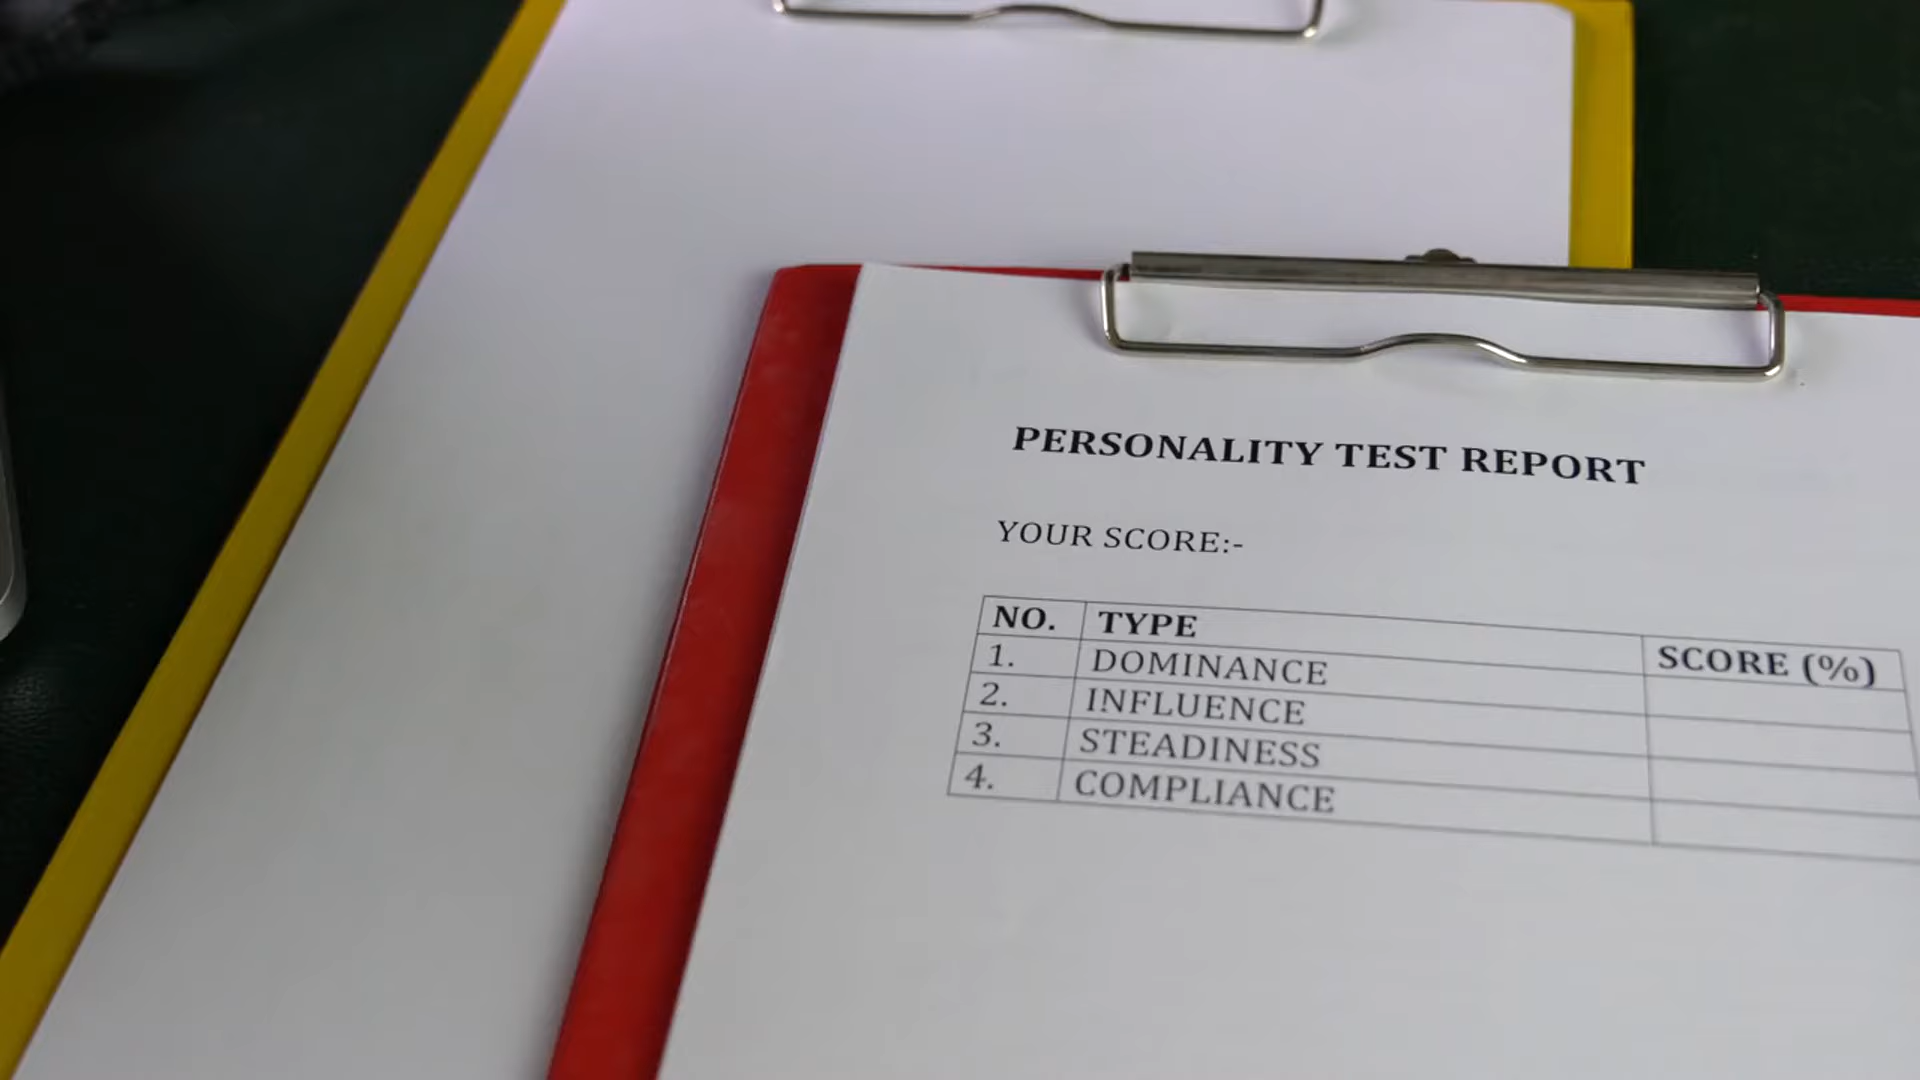 PERSONALITY TEST REPORT
YOUR SCORE:-
NO. TYPE SCORE (%)
1. DOMINANCE
2. INFLUENCE
3. STEADINESS
4. COMPLIANCE